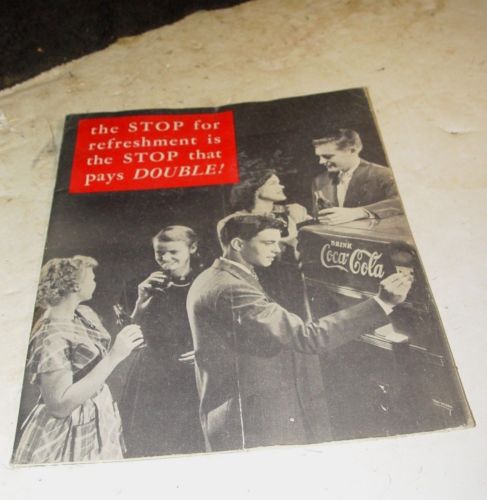 the STOP for
refreshment is
the STOP that
pays DOUBLE!
DRINK
Coca-Cola